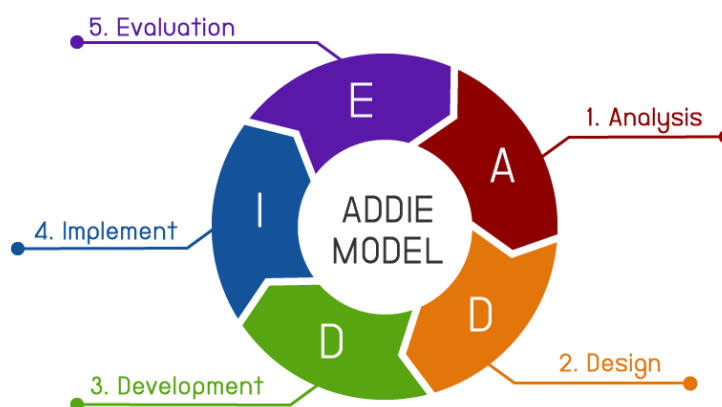 5. Evaluation
1. Analysis
E
A
4. Implement
I
ADDIE
MODEL
D
D
2. Design
3. Development